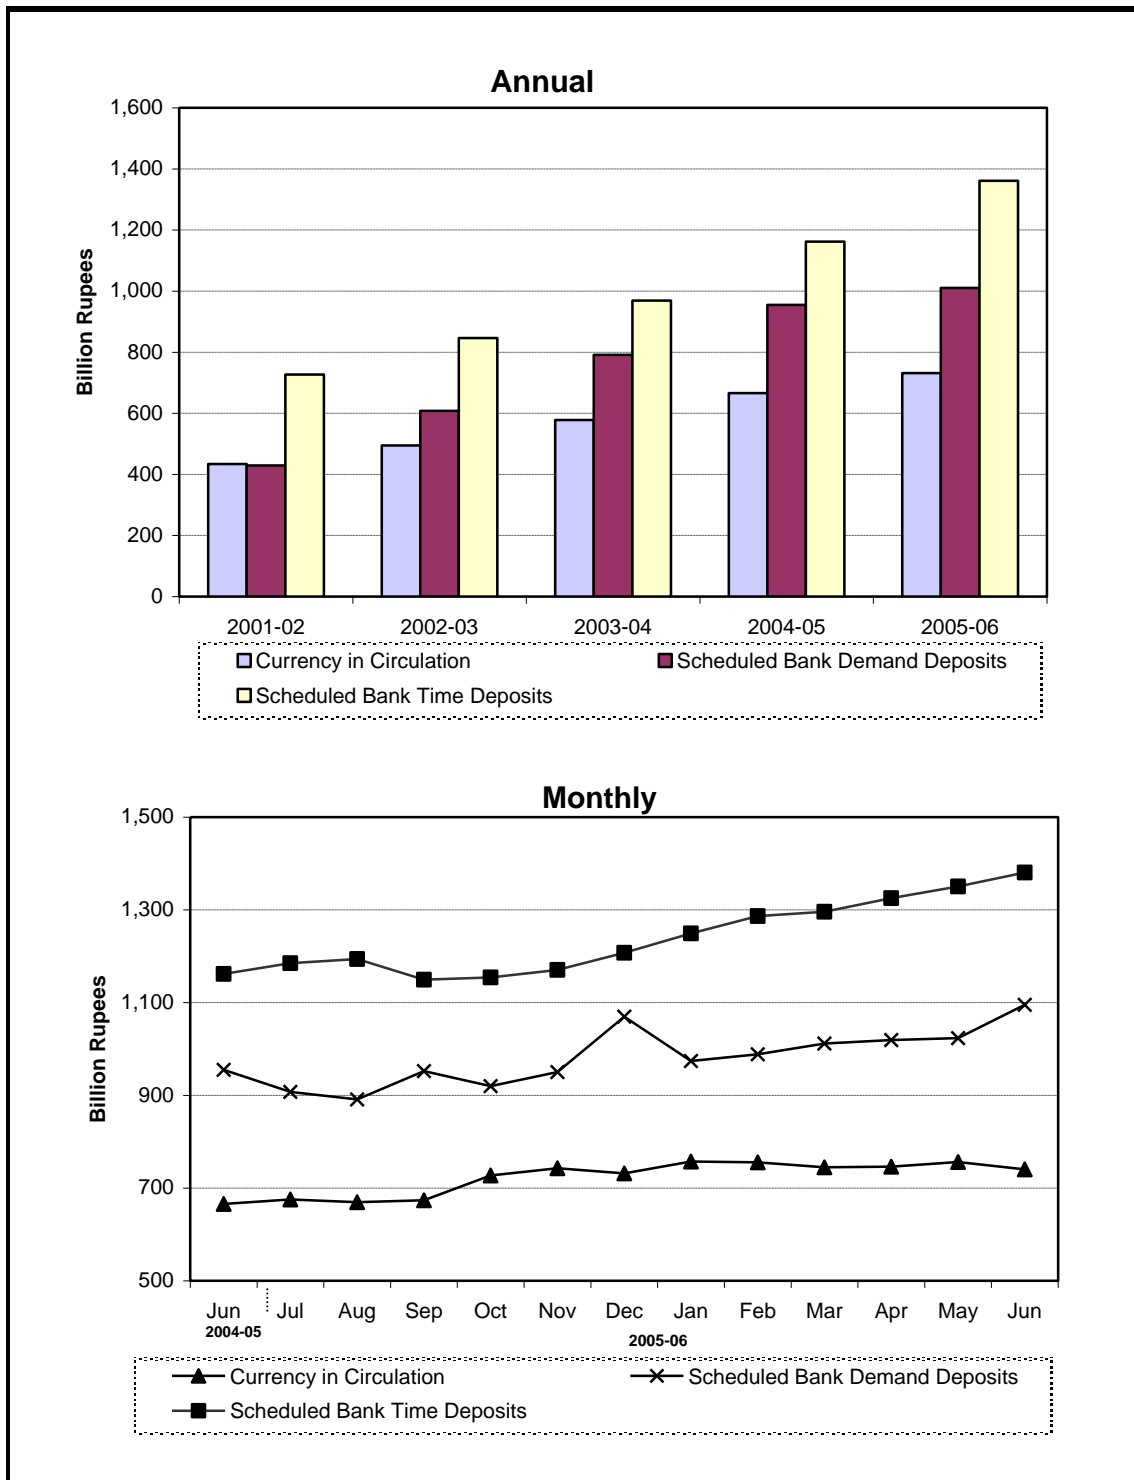 Annual
1,600
1,400
1,200
1,000
800
600
400
200
0
Billion Rupees
2001-02 2002-03 2003-04 2004-05 2005-06
Currency in Circulation Scheduled Bank Demand Deposits
Scheduled Bank Time Deposits
Monthly
1,500
1,300
1,100
900
700
500
Billion Rupees
Jun Jul Aug Sep Oct Nov Dec Jan Feb Mar Apr May Jun
2004-05 2005-06
Currency in Circulation Scheduled Bank Demand Deposits
Scheduled Bank Time Deposits